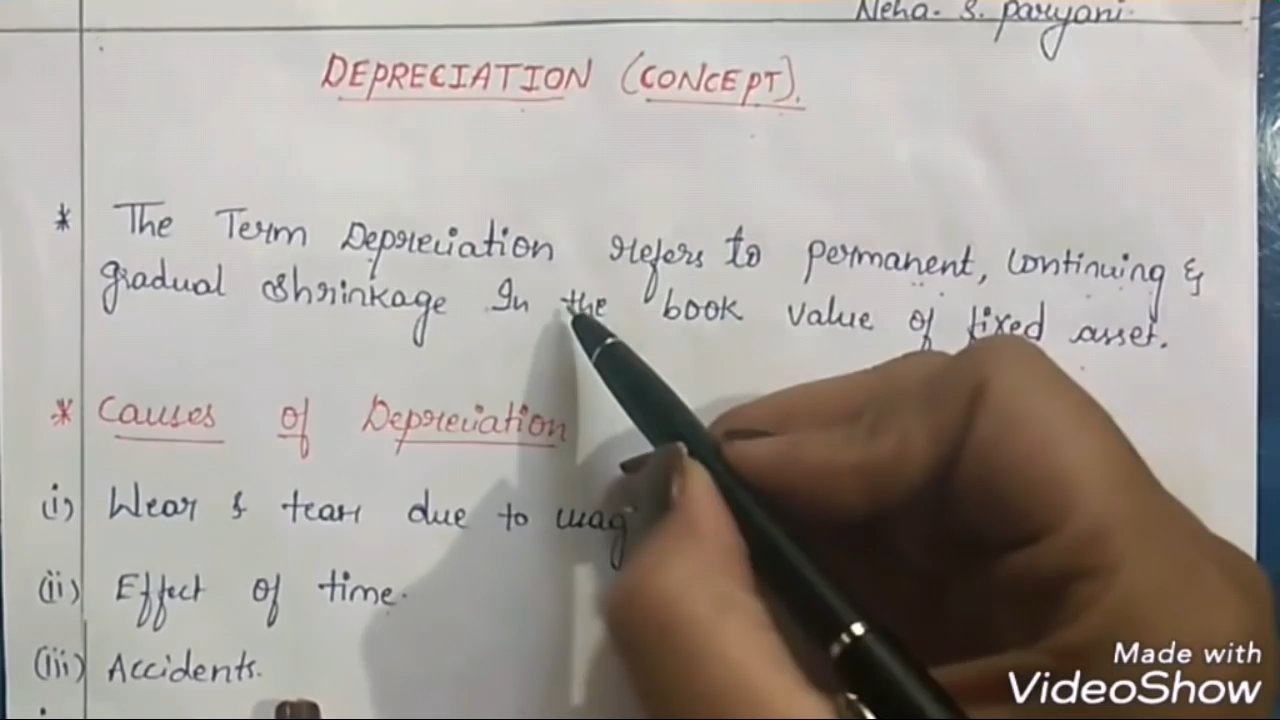 Neha. S. Paryani.
DEPRECIATION (CONCEPT).
* The Term Depreciation refers to permanent, continuing &
gradual shrinkage In the book value of fixed asset.
* Causes of Depreciation
(i) Wear & tear due to
(ii) Effect of time.
(iii) Accidents.
Made with
VideoShow